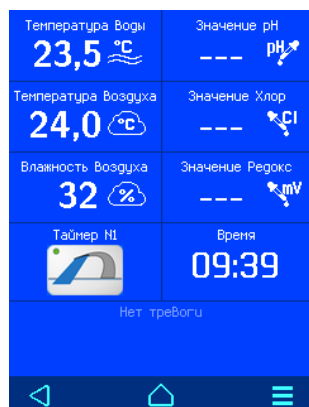 Температура Воды
Значение pH
23,5 °C
--- pH
Температура Воздуха
Значение Хлор
24,0 °C
--- Cl
Влажность Воздуха
Значение Редокс
32 %
--- mV
Таймер N1
Время
09:39
Нет тревоги